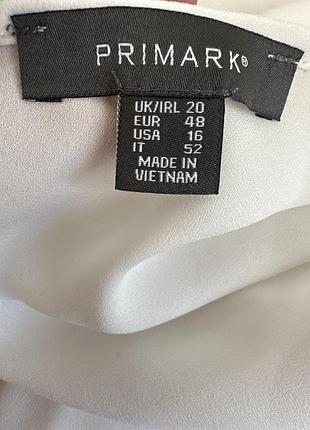 PRIMARK®
UK/IRL 20
EUR 48
USA 16
IT 52
MADE IN
VIETNAM